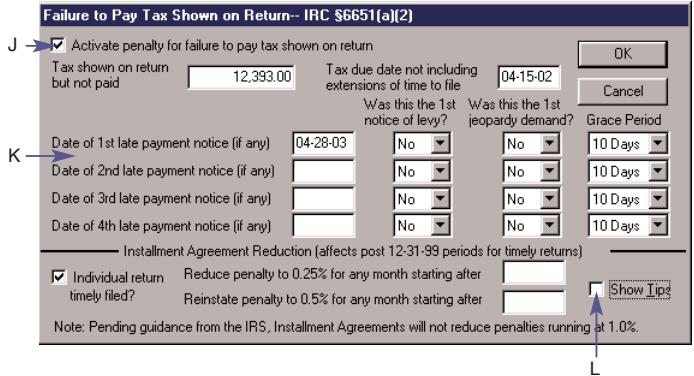 Failure to Pay Tax Shown on Return-- IRC §6651(a)(2)
J
Activate penalty for failure to pay tax shown on return
OK
Tax shown on return
but not paid
12,393.00
Tax due date not including
extensions of time to file
04-15-02
Cancel
Was this the 1st
notice of levy?
Was this the 1st
jeopardy demand?
Grace Period
K
Date of 1st late payment notice (if any) 04-28-03 No No 10 Days
Date of 2nd late payment notice (if any) No No 10 Days
Date of 3rd late payment notice (if any) No No 10 Days
Date of 4th late payment notice (if any) No No 10 Days
Installment Agreement Reduction (affects post 12-31-99 periods for timely returns)
Individual return
timely filed?
Reduce penalty to 0.25% for any month starting after
Reinstate penalty to 0.5% for any month starting after
Show Tips
Note: Pending guidance from the IRS, Installment Agreements will not reduce penalties running at 1.0%.
L